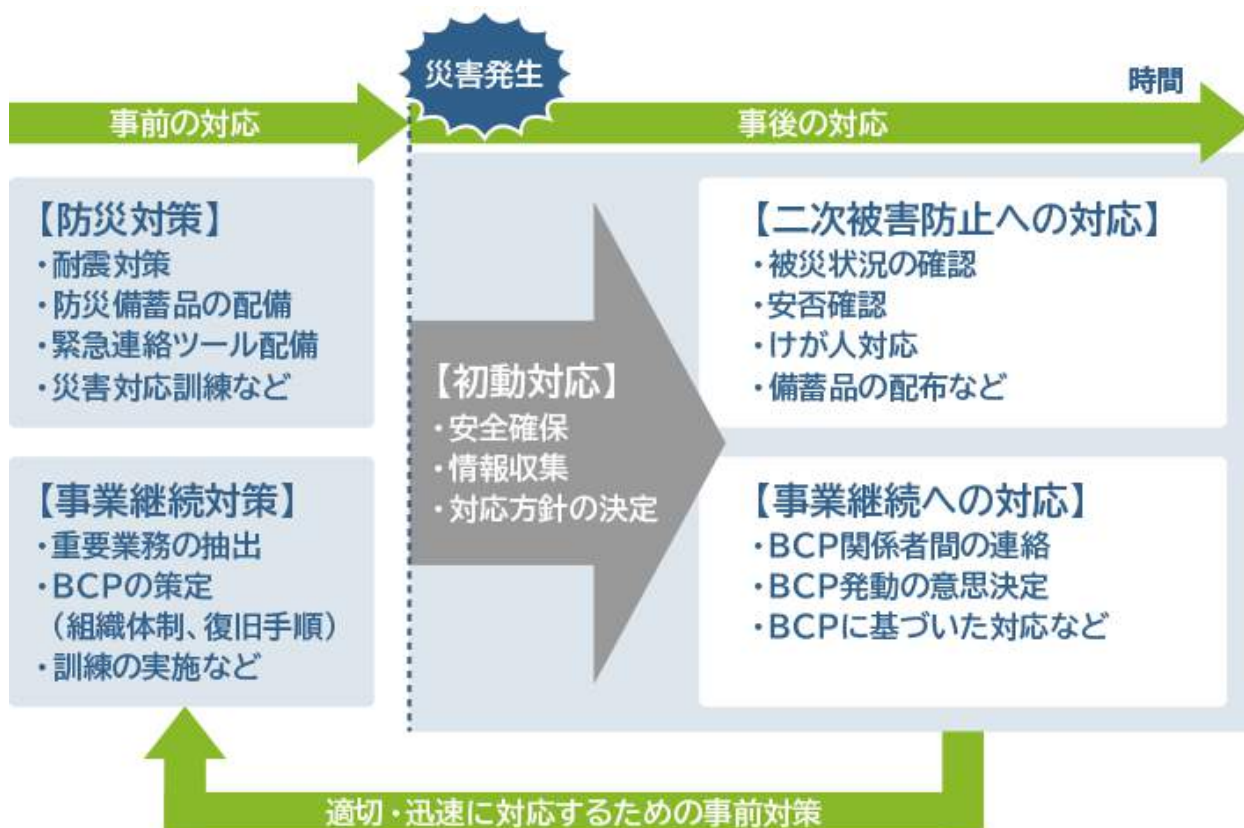 災害発生
時間
事前の対応
事後の対応
【防災対策】
・耐震対策
・防災備蓄品の配備
・緊急連絡ツール配備
・災害対応訓練など
【事業継続対策】
・重要業務の抽出
・BCPの策定
（組織体制、復旧手順）
・訓練の実施など
【初動対応】
・安全確保
・情報収集
・対応方針の決定
【二次被害防止への対応】
・被災状況の確認
・安否確認
・けが人対応
・備蓄品の配布など
【事業継続への対応】
・BCP関係者間の連絡
・BCP発動の意思決定
・BCPに基づいた対応など
適切・迅速に対応するための事前対策